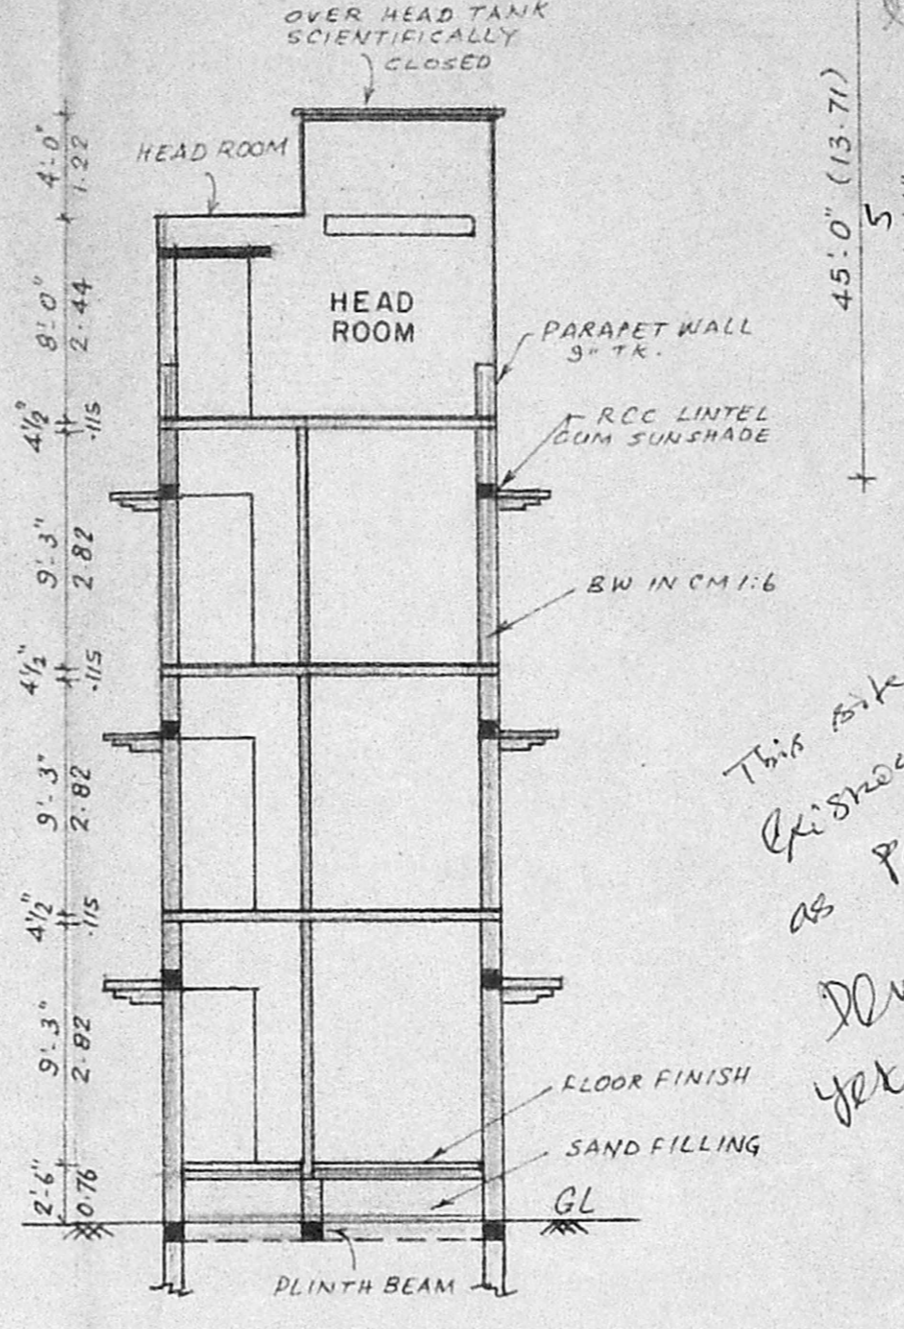 OVER HEAD TANK
SCIENTIFICALLY
CLOSED
HEAD ROOM
4'-0"
1.22
45'-0" (13.71)
5
8'-0"
2.44
HEAD
ROOM
PARAPET WALL
9" TK.
4½"
.115
RCC LINTEL
CUM SUNSHADE
9'-3"
2.82
BW IN CM 1:6
4½"
.115
This site
as P
9'-3"
2.82
4½"
.115
9'-3"
2.82
yet
FLOOR FINISH
SAND FILLING
2'-6"
0.76
GL
PLINTH BEAM